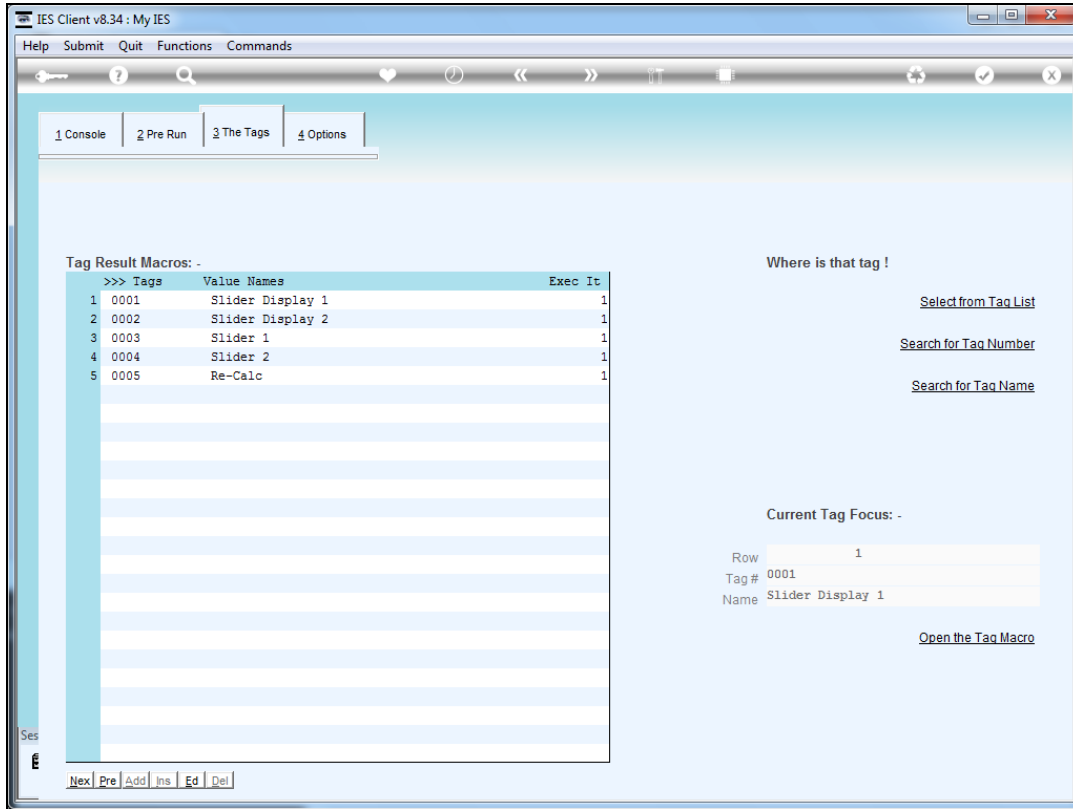 IES Client v8.34 : My IES
Help Submit Quit Functions Commands
1 Console 2 Pre Run 3 The Tags 4 Options
Tag Result Macros: -
Where is that tag !
>>> Tags Value Names Exec It
1 0001 Slider Display 1 1
2 0002 Slider Display 2 1
3 0003 Slider 1 1
4 0004 Slider 2 1
5 0005 Re-Calc 1
Select from Tag List
Search for Tag Number
Search for Tag Name
Current Tag Focus: -
Row 1
Tag # 0001
Name Slider Display 1
Open the Tag Macro
Ses
Nex Pre Add Ins Ed Del